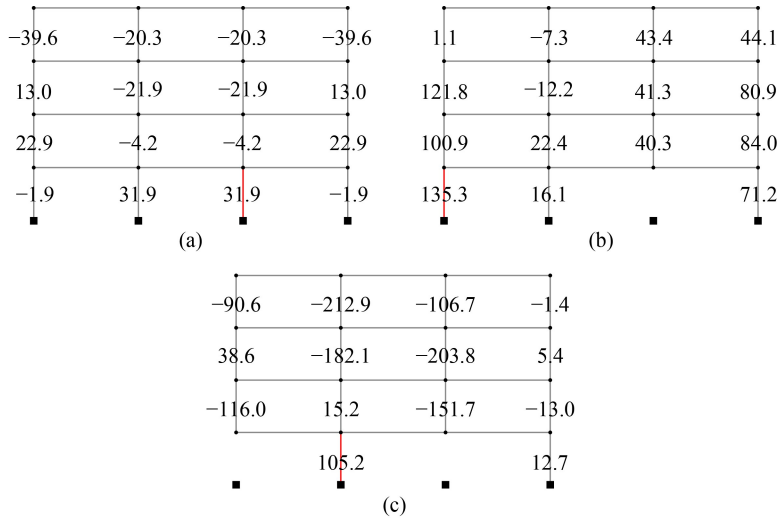 −39.6 −20.3 −20.3 −39.6
13.0 −21.9 −21.9 13.0
22.9 −4.2 −4.2 22.9
−1.9 31.9 31.9 −1.9
(a)
1.1 −7.3 43.4 44.1
121.8 −12.2 41.3 80.9
100.9 22.4 40.3 84.0
135.3 16.1 71.2
(b)
−90.6 −212.9 −106.7 −1.4
38.6 −182.1 −203.8 5.4
−116.0 15.2 −151.7 −13.0
105.2 12.7
(c)